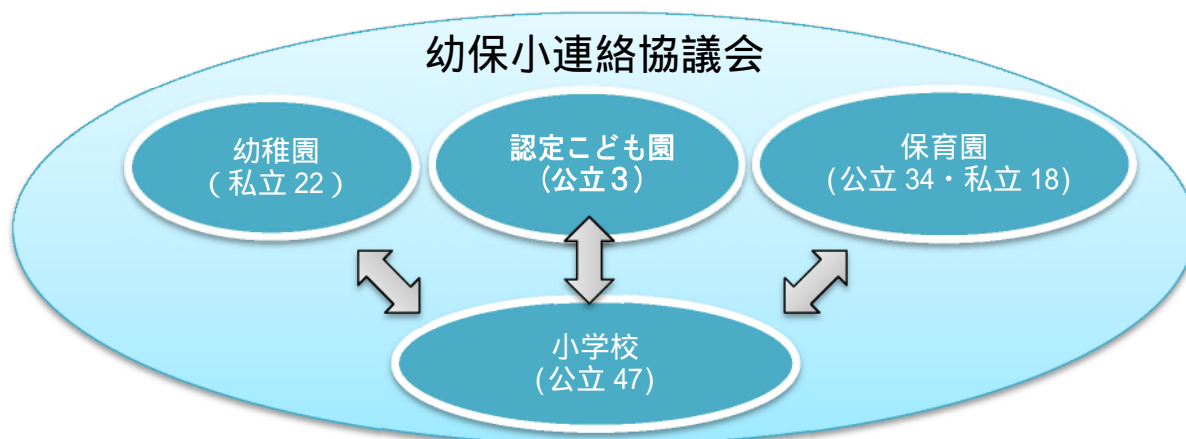 幼保小連絡協議会
幼稚園
（私立 22 ）
認定こども園
（公立３）
保育園
(公立 34・私立 18)
小学校
(公立 47)